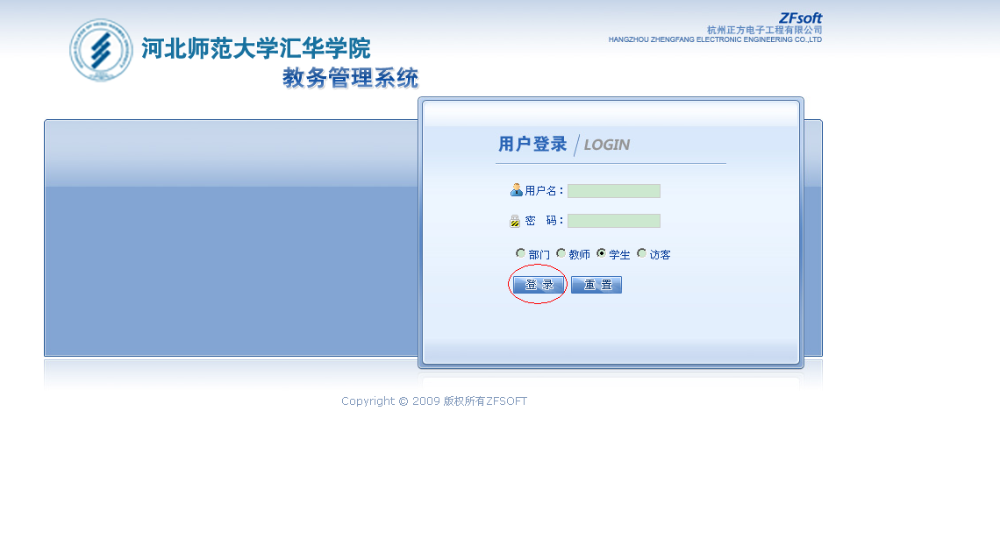 ZFsoft
杭州正方电子工程有限公司
HANGZHOU ZHENGFANG ELECTRONIC ENGINEERING CO.,LTD
河北师范大学汇华学院
教务管理系统
用户登录 / LOGIN
用户名：
密 码：
部门 教师 学生 访客
登 录 重 置
Copyright © 2009 版权所有ZFSOFT